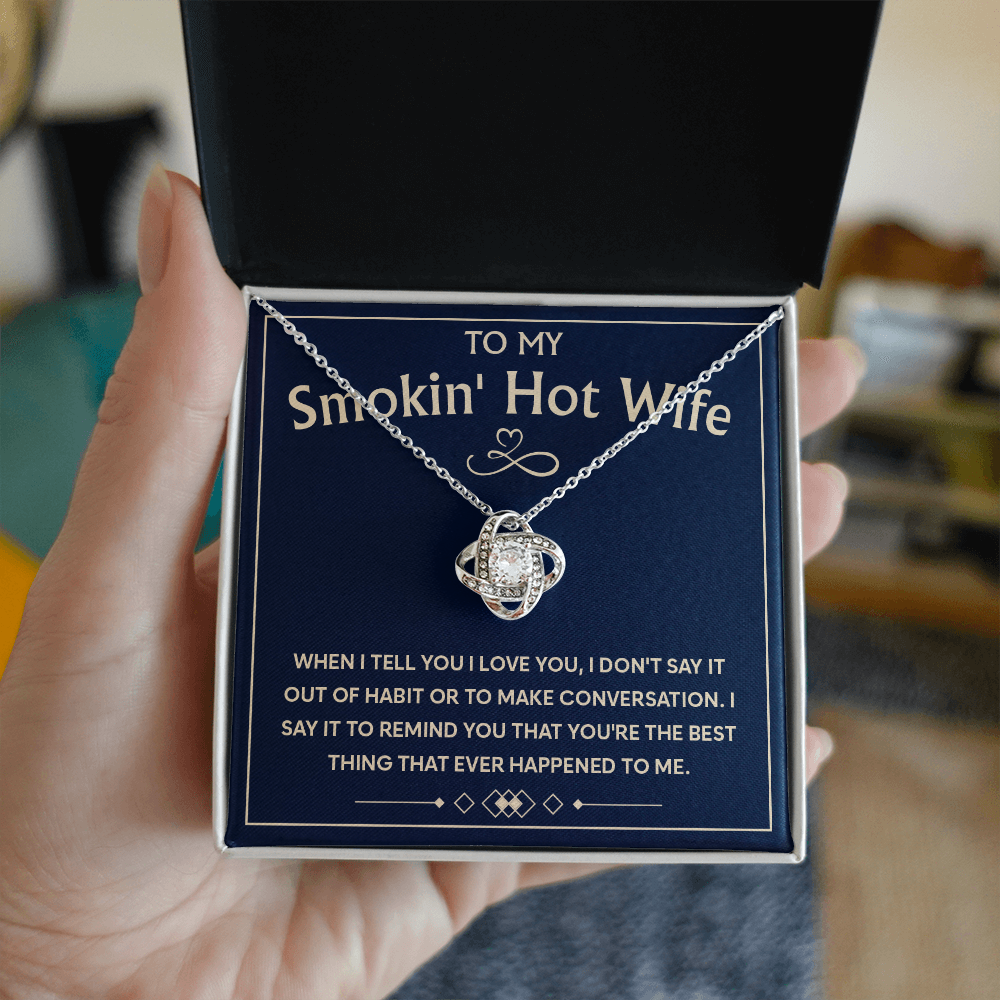 TO MY
Smokin' Hot Wife
WHEN I TELL YOU I LOVE YOU, I DON'T SAY IT
OUT OF HABIT OR TO MAKE CONVERSATION. I
SAY IT TO REMIND YOU THAT YOU'RE THE BEST
THING THAT EVER HAPPENED TO ME.